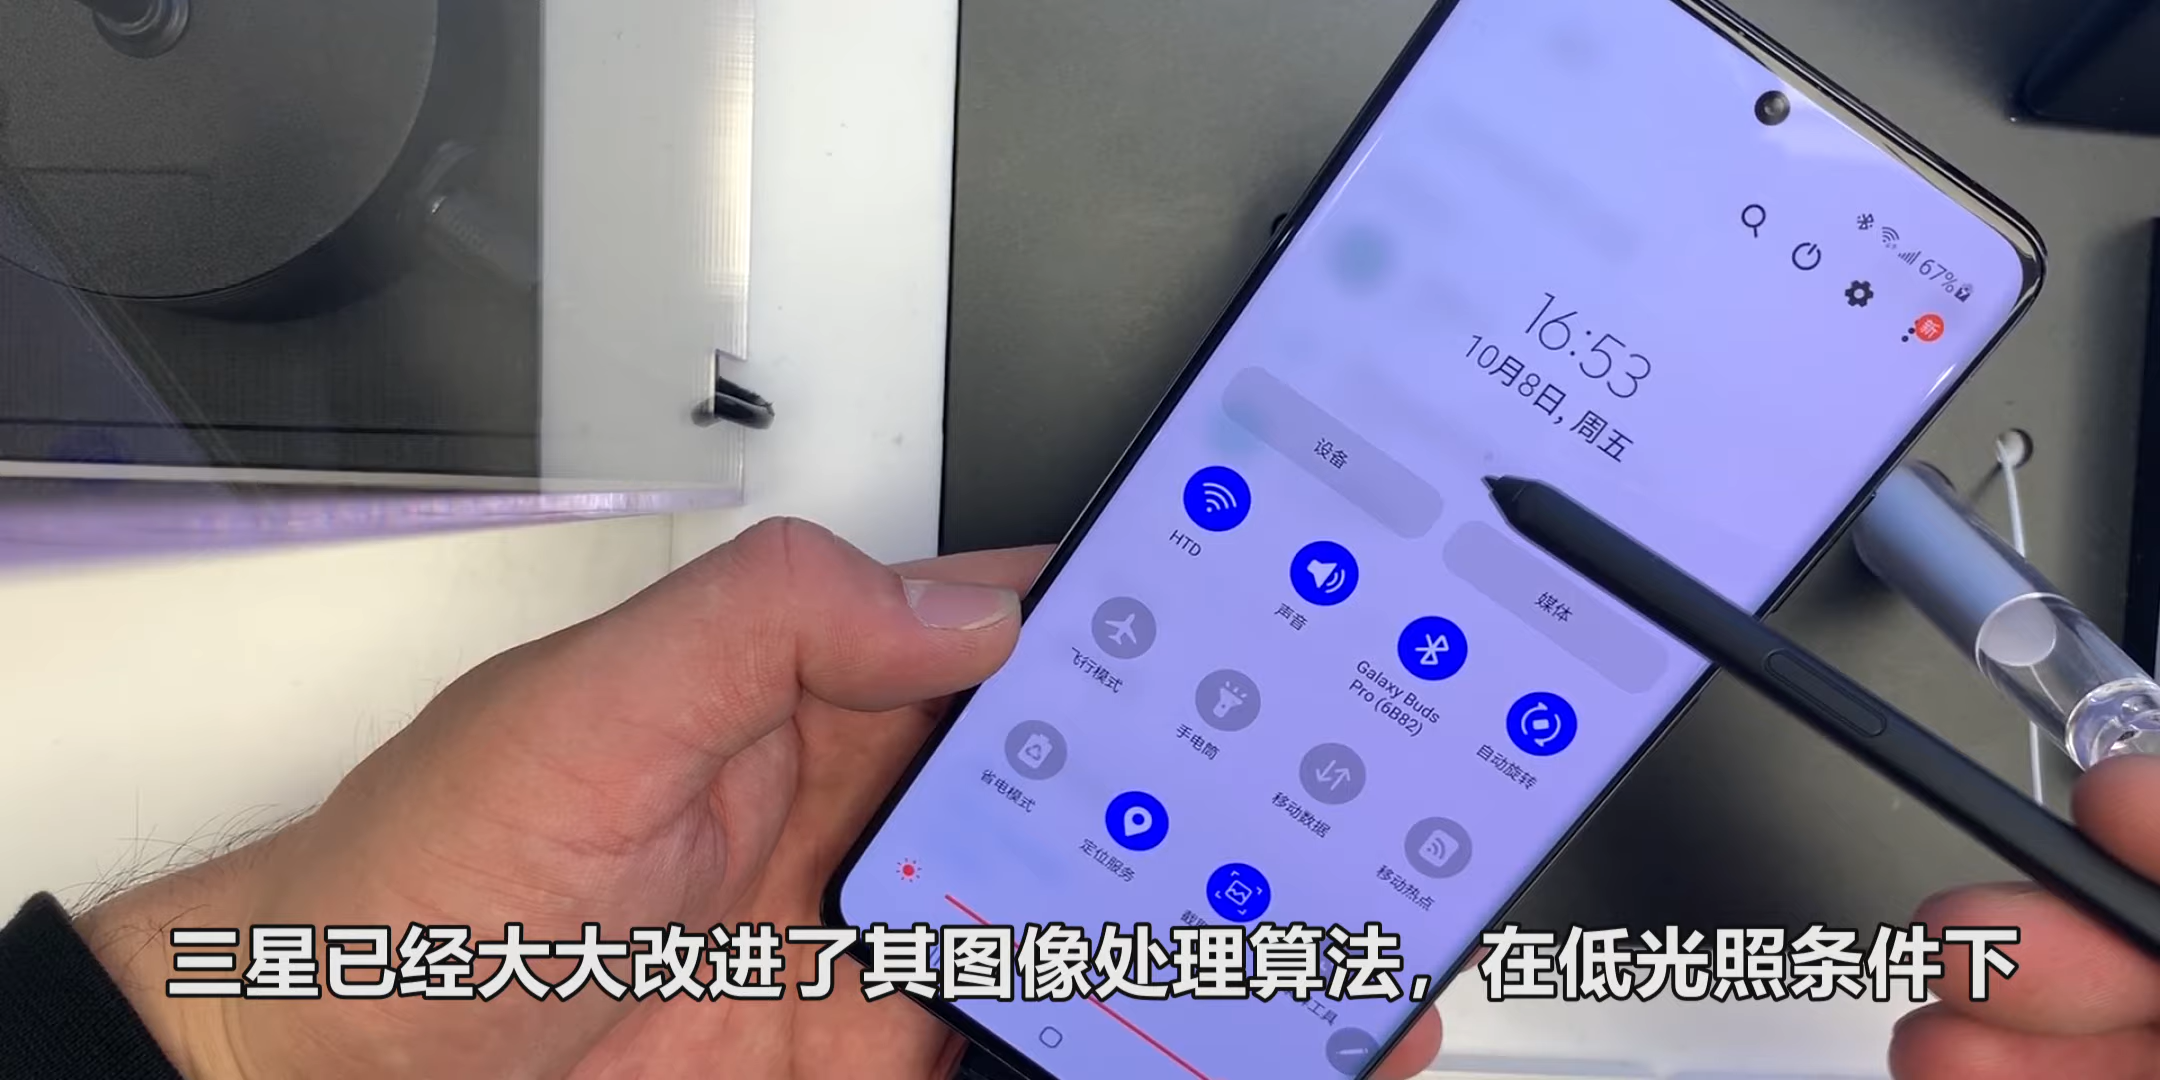 67%
新
16:53
10月8日, 周五
设备
媒体
HTD
声音
Galaxy Buds
Pro (6B82)
自动旋转
飞行模式
手电筒
移动数据
移动热点
省电模式
定位服务
三星已经大大改进了其图像处理算法，在低光照条件下